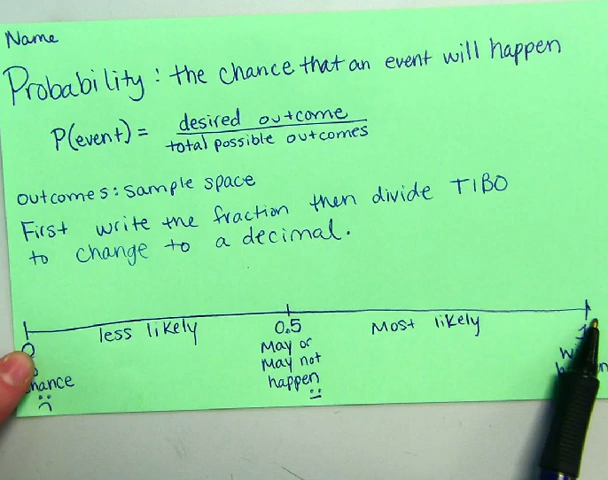 Name
Probability: the chance that an event will happen
P(event) = desired outcome
total possible outcomes
outcomes: sample space
First write the fraction then divide TIBO
to change to a decimal.
less likely
0.5
Most likely
May or
May not
happen